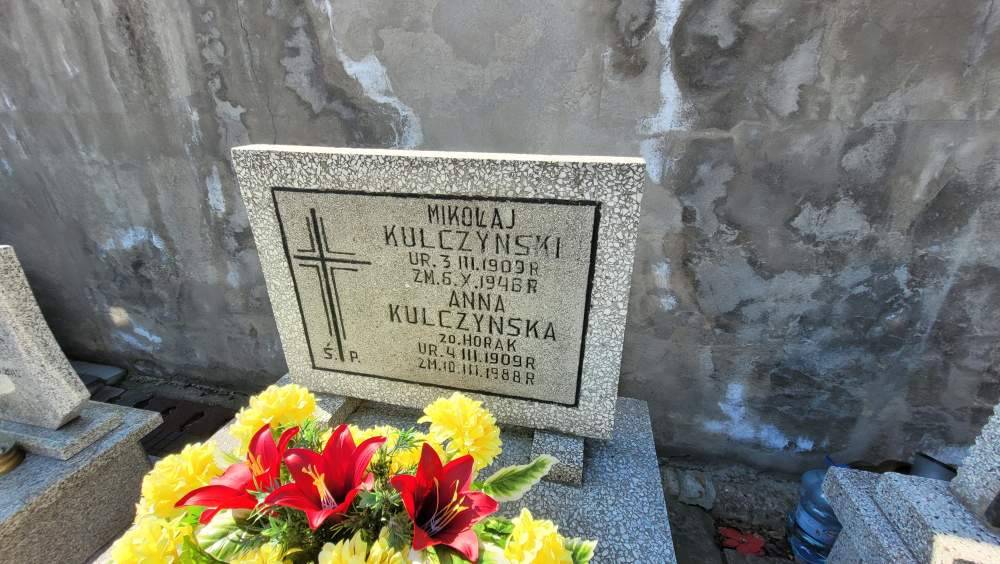 MIKOŁAJ
KULCZYŃSKI
UR. 3 III. 1909 R
ZM. 6. X. 1946 R
ANNA
KULCZYŃSKA
ZD. HORAK
UR. 4 III. 1909 R
ZM. 10. III. 1988 R
Ś. P.